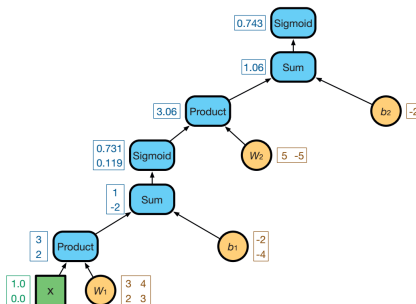 0.743 Sigmoid
1.06 Sum
3.06 Product b₂ -2
0.731
0.119 Sigmoid W₂ 5 -5
1
-2 Sum
3
2 Product b₁ -2
-4
1.0
0.0 X W₁ 3 4
2 3